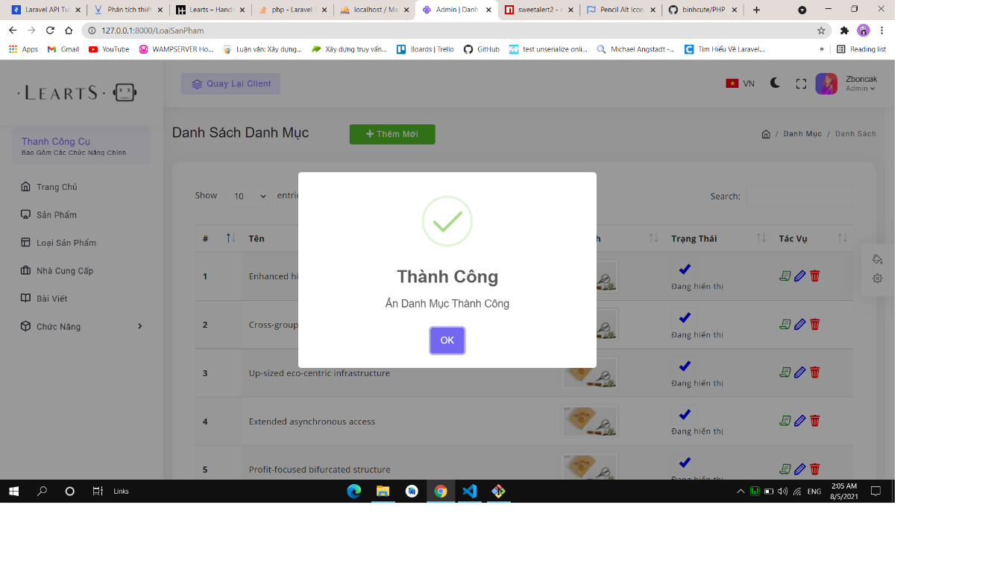 Laravel API Tu
Phân tích thiết
Learts – Handm
php - Laravel
localhost / Ma
Admin | Danh
sweetalert2 - n
Pencil Alt Icon
binhcute/PHP
127.0.0.1:8000/LoaiSanPham
Apps
Gmail
YouTube
WAMPSERVER Ho...
Luận văn: Xây dựng...
Xây dựng truy vấn...
Boards | Trello
GitHub
test unserialize onli...
Michael Angstadt -...
Tìm Hiểu Về Laravel...
»
Reading list
· LEARTS ·
Quay Lại Client
VN
Zboncak
Admin
Thanh Công Cụ
Bao Gồm Các Chức Năng Chính
Trang Chủ
Sản Phẩm
Loại Sản Phẩm
Nhà Cung Cấp
Bài Viết
Chức Năng
Danh Sách Danh Mục
Thêm Mới
/ Danh Mục / Danh Sách
Show 10 entri
Search:
# Tên h Trạng Thái Tác Vụ
1 Enhanced hi Đang hiển thị
2 Cross-group Đang hiển thị
3 Up-sized eco-centric infrastructure Đang hiển thị
4 Extended asynchronous access Đang hiển thị
5 Profit-focused bifurcated structure Đang hiển thị
Thành Công
Ẩn Danh Mục Thành Công
OK
Links
ENG
2:05 AM
8/5/2021